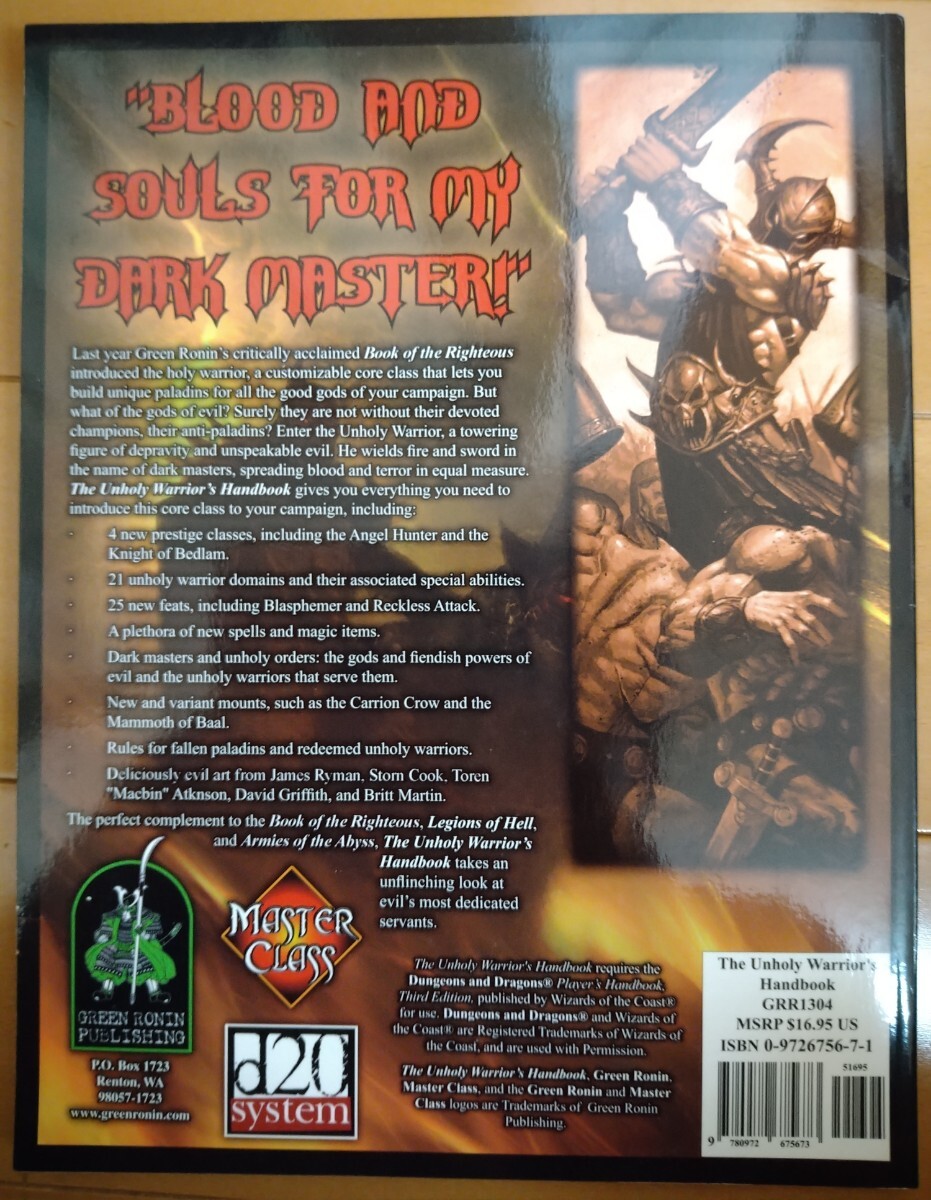 "BLOOD AND
SOULS FOR MY
DARK MASTER!"
Last year Green Ronin's critically acclaimed Book of the Righteous
introduced the holy warrior, a customizable core class that lets you
build unique paladins for all the good gods of your campaign. But
what of the gods of evil? Surely they are not without their devoted
champions, their anti-paladins? Enter the Unholy Warrior, a towering
figure of depravity and unspeakable evil. He wields fire and sword in
the name of dark masters, spreading blood and terror in equal measure.
The Unholy Warrior's Handbook gives you everything you need to
introduce this core class to your campaign, including:
· 4 new prestige classes, including the Angel Hunter and the
Knight of Bedlam.
· 21 unholy warrior domains and their associated special abilities.
· 25 new feats, including Blasphemer and Reckless Attack.
· A plethora of new spells and magic items.
· Dark masters and unholy orders: the gods and fiendish powers of
evil and the unholy warriors that serve them.
· New and variant mounts, such as the Carrion Crow and the
Mammoth of Baal.
· Rules for fallen paladins and redeemed unholy warriors.
· Deliciously evil art from James Ryman, Storn Cook, Toren
"Macbin" Atknson, David Griffith, and Britt Martin.
The perfect complement to the Book of the Righteous, Legions of Hell,
and Armies of the Abyss, The Unholy Warrior's
Handbook takes an
unflinching look at
evil's most dedicated
servants.
GREEN RONIN
PUBLISHING
P.O. Box 1723
Renton, WA
98057-1723
www.greenronin.com
MASTER
CLASS
d20
system
The Unholy Warrior's Handbook requires the
Dungeons and Dragons® Player's Handbook,
Third Edition, published by Wizards of the Coast®
for use. Dungeons and Dragons® and Wizards of
the Coast® are Registered Trademarks of Wizards of
the Coast, and are used with Permission.
The Unholy Warrior's Handbook, Green Ronin,
Master Class, and the Green Ronin and Master
Class logos are Trademarks of Green Ronin
Publishing.
The Unholy Warrior's
Handbook
GRR1304
MSRP $16.95 US
ISBN 0-9726756-7-1
51695
9 780972 675673